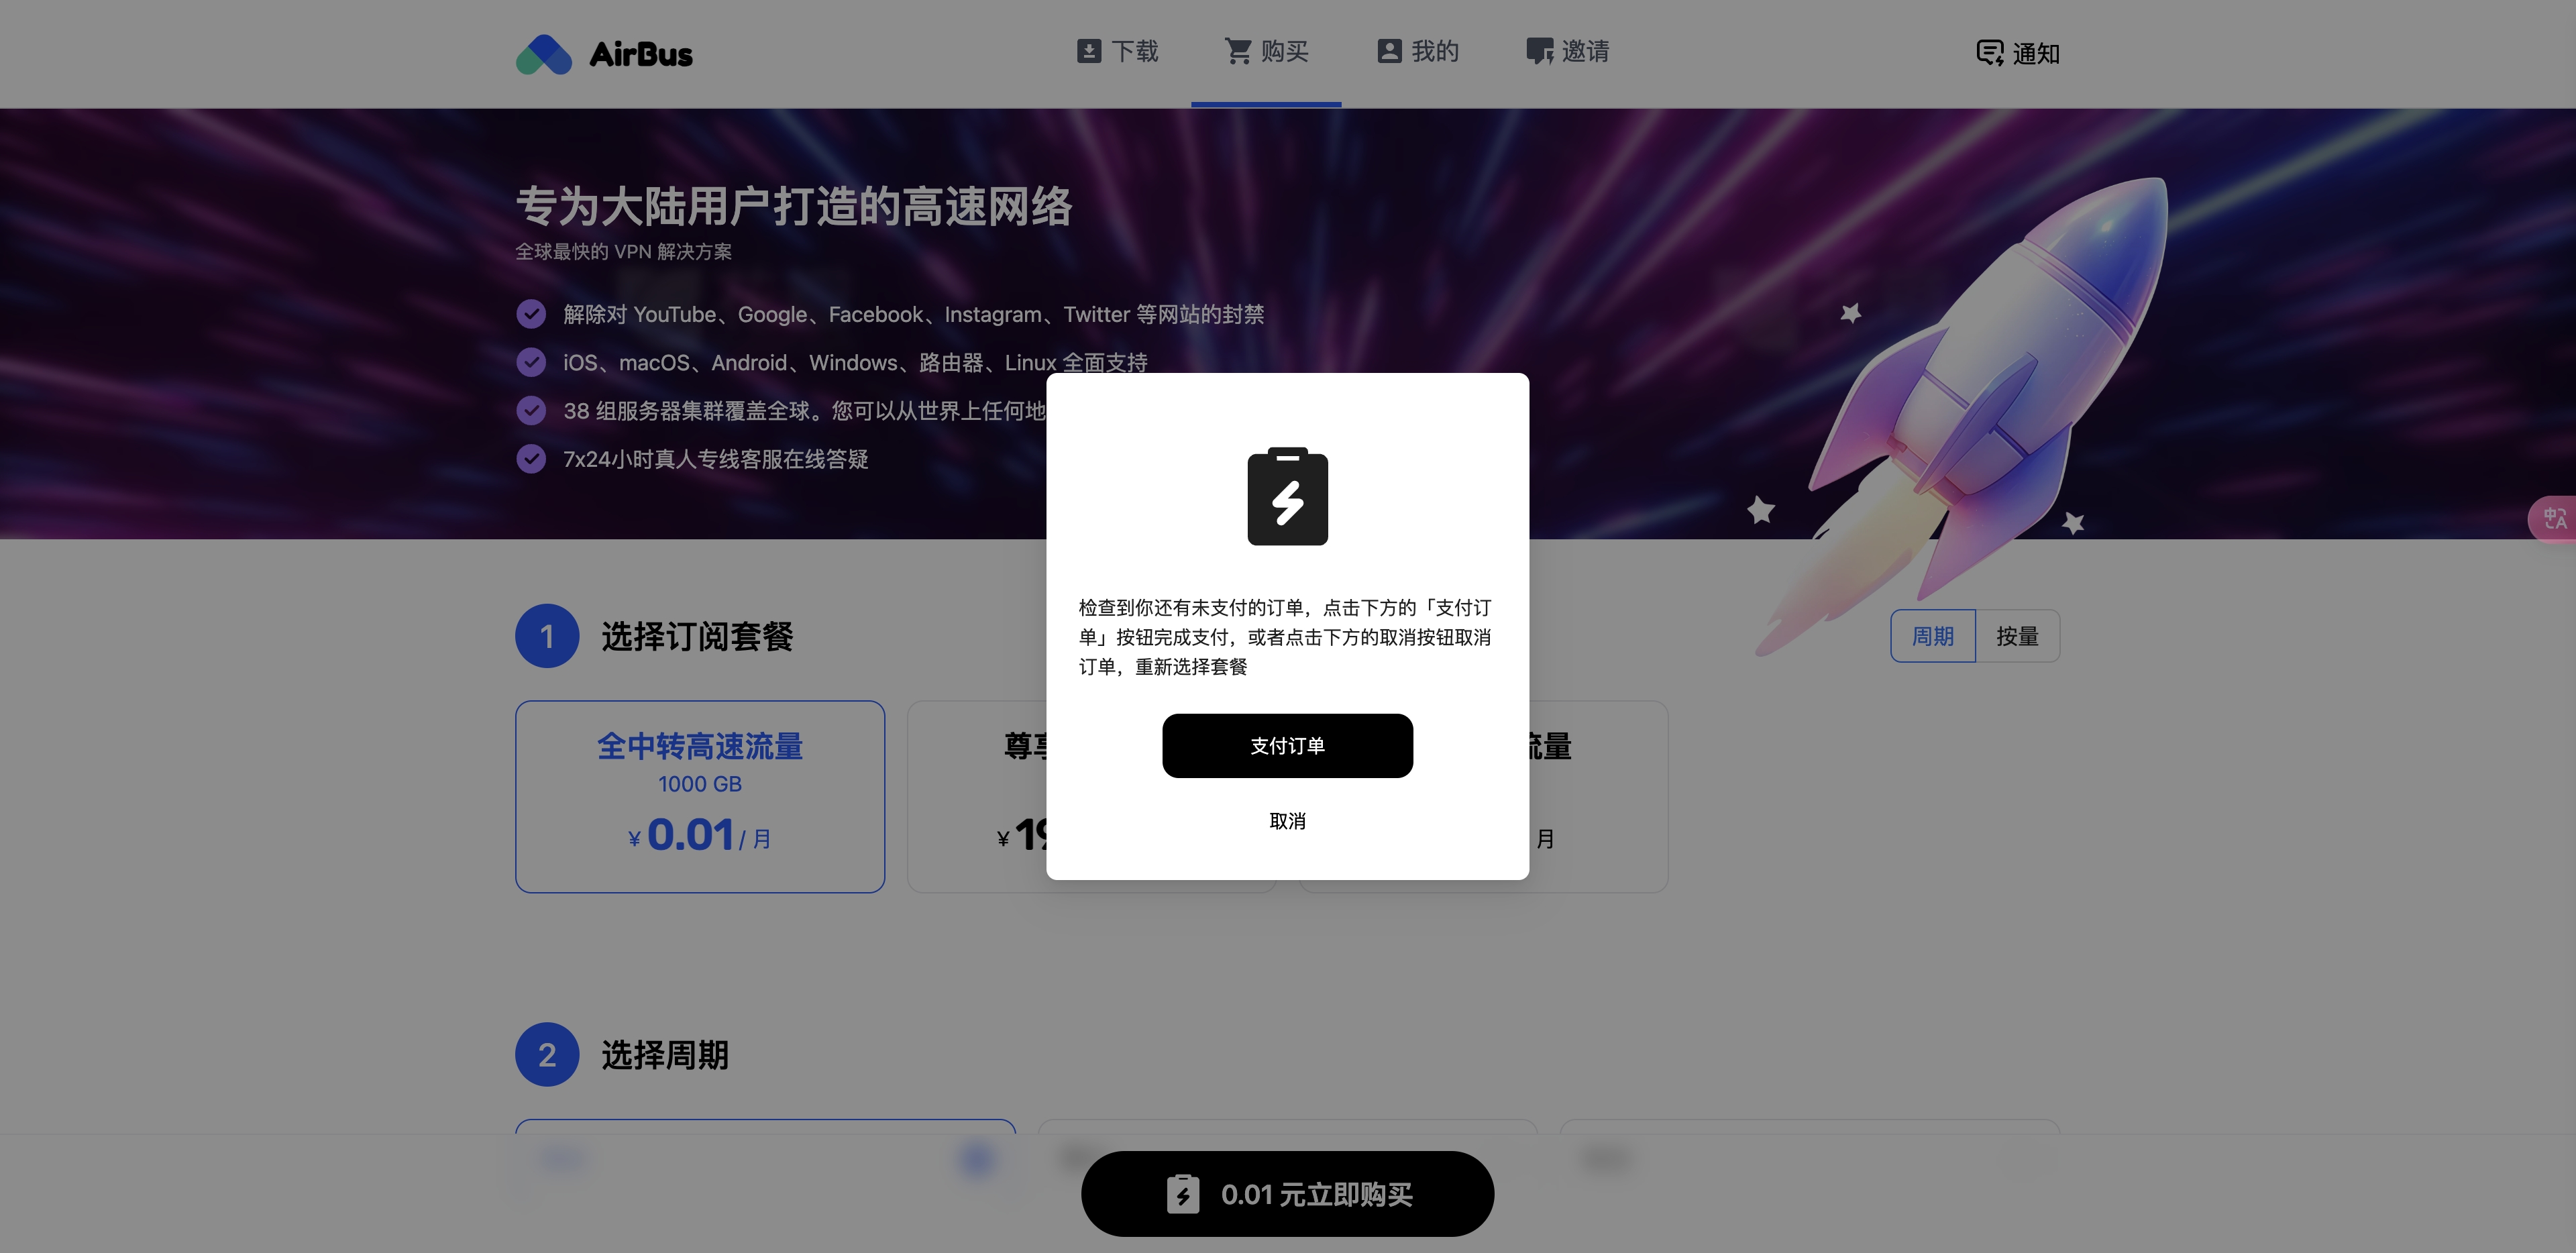 AirBus
下载
购买
我的
邀请
通知
专为大陆用户打造的高速网络
全球最快的 VPN 解决方案
解除对 YouTube、Google、Facebook、Instagram、Twitter 等网站的封禁
iOS、macOS、Android、Windows、路由器、Linux 全面支持
38 组服务器集群覆盖全球。您可以从世界上任何地
7x24小时真人专线客服在线答疑
检查到你还有未支付的订单，点击下方的「支付订
单」按钮完成支付，或者点击下方的取消按钮取消
订单，重新选择套餐
支付订单
取消
1
选择订阅套餐
周期
按量
全中转高速流量
1000 GB
¥ 0.01 / 月
尊
¥ 19
流量
月
2
选择周期
0.01 元立即购买
中A